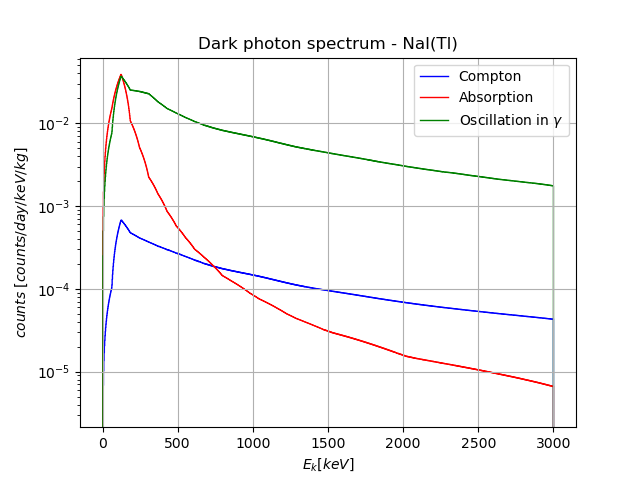 Dark photon spectrum - NaI(Tl)
Compton
Absorption
Oscillation in γ
10⁻²
10⁻³
10⁻⁴
10⁻⁵
counts [counts/day/keV/kg]
0 500 1000 1500 2000 2500 3000
Eₖ[keV]